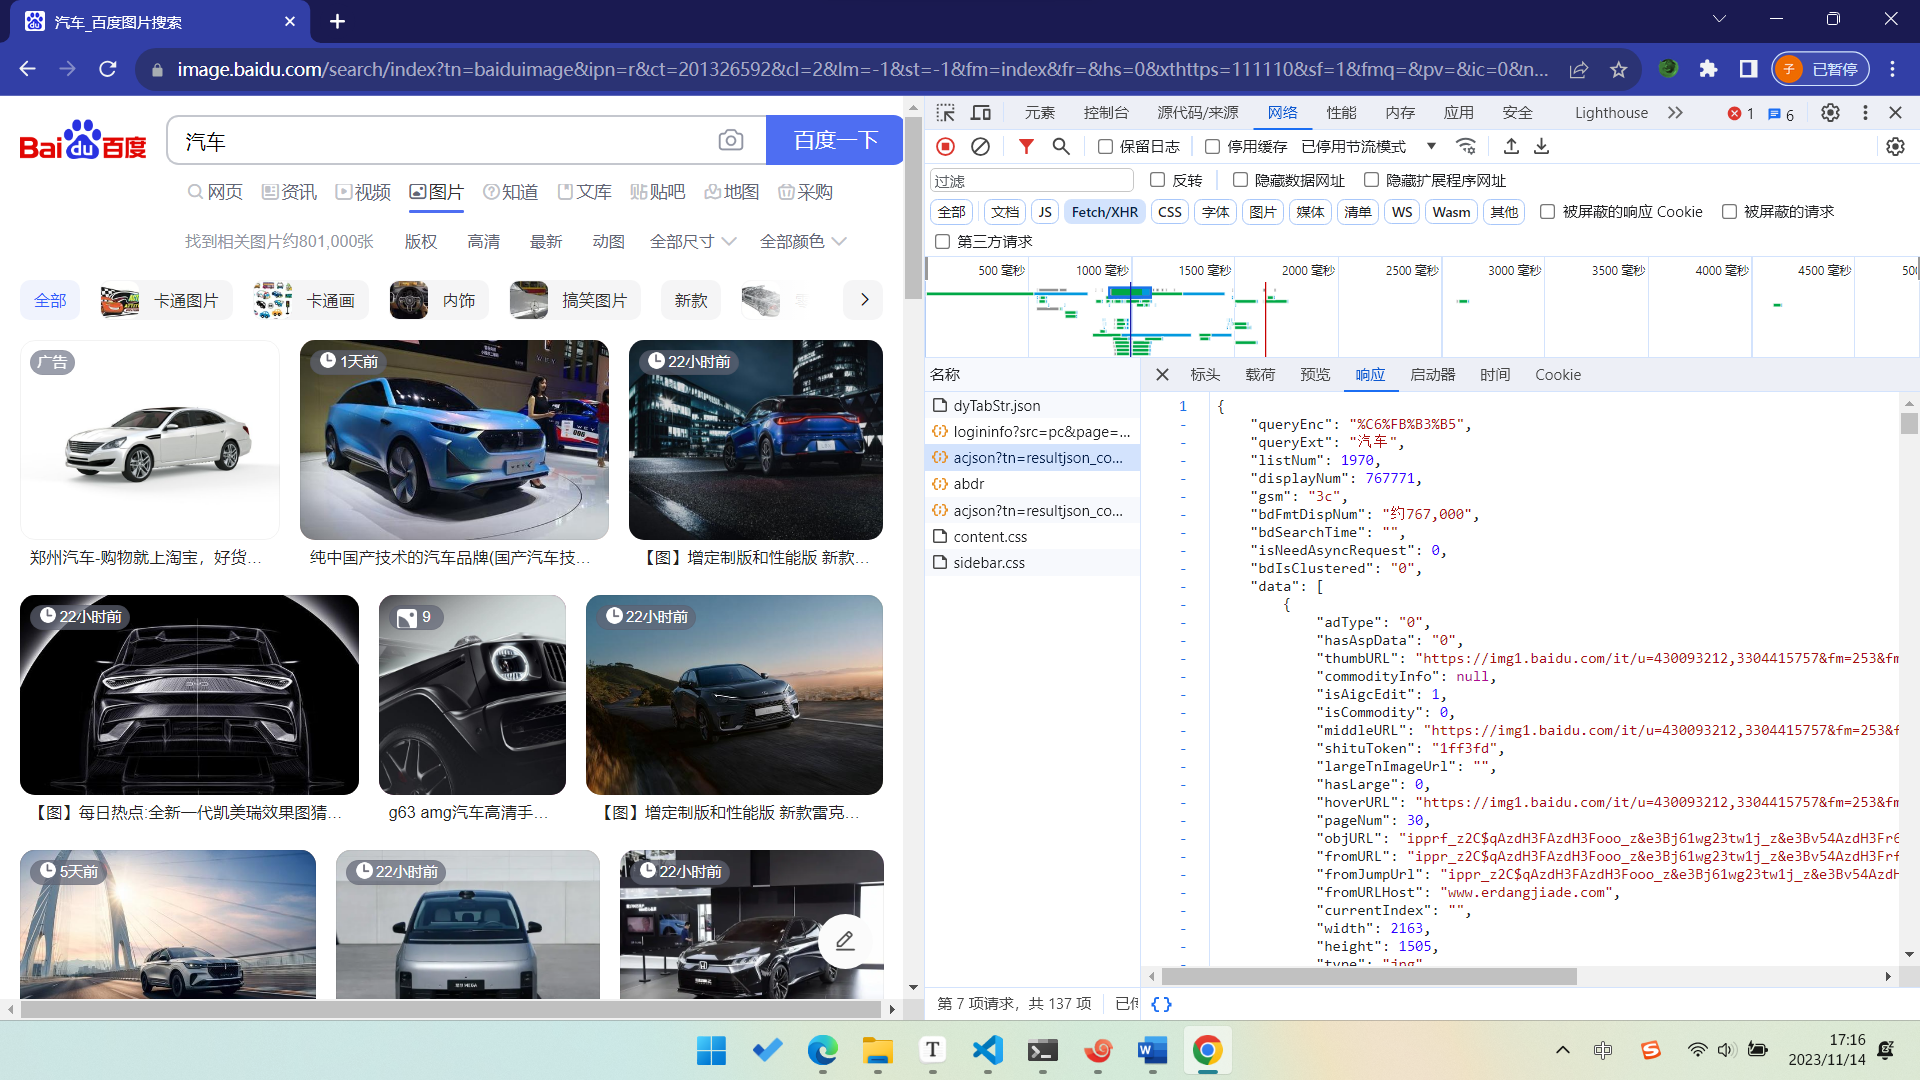 汽车_百度图片搜索
image.baidu.com/search/index?tn=baiduimage&ipn=r&ct=201326592&cl=2&lm=-1&st=-1&fm=index&fr=&hs=0&xthttps=111110&sf=1&fmq=&pv=&ic=0&n...
子 已暂停
Bai du 百度
汽车
百度一下
网页 资讯 视频 图片 知道 文库 贴吧 地图 采购
找到相关图片约801,000张 版权 高清 最新 动图 全部尺寸 全部颜色
全部 卡通图片 卡通画 内饰 搞笑图片 新款
广告
1天前
22小时前
郑州汽车-购物就上淘宝，好货...
纯中国产技术的汽车品牌(国产汽车技...
【图】增定制版和性能版 新款...
22小时前
9
22小时前
【图】每日热点:全新一代凯美瑞效果图猜...
g63 amg汽车高清手...
【图】增定制版和性能版 新款雷克...
5天前
22小时前
22小时前
元素 控制台 源代码/来源 网络 性能 内存 应用 安全 Lighthouse 1 6
保留日志 停用缓存 已停用节流模式
过滤 反转 隐藏数据网址 隐藏扩展程序网址
全部 文档 JS Fetch/XHR CSS 字体 图片 媒体 清单 WS Wasm 其他 被屏蔽的响应 Cookie 被屏蔽的请求
第三方请求
500 毫秒 1000 毫秒 1500 毫秒 2000 毫秒 2500 毫秒 3000 毫秒 3500 毫秒 4000 毫秒 4500 毫秒 500
名称
dyTabStr.json
logininfo?src=pc&page=...
acjson?tn=resultjson_co...
abdr
acjson?tn=resultjson_co...
content.css
sidebar.css
第 7 项请求，共 137 项 已传
标头 载荷 预览 响应 启动器 时间 Cookie
1 {
"queryEnc": "%C6%FB%B3%B5",
"queryExt": "汽车",
"listNum": 1970,
"displayNum": 767771,
"gsm": "3c",
"bdFmtDispNum": "约767,000",
"bdSearchTime": "",
"isNeedAsyncRequest": 0,
"bdIsClustered": "0",
"data": [
{
"adType": "0",
"hasAspData": "0",
"thumbURL": "https://img1.baidu.com/it/u=430093212,3304415757&fm=253&fm
"commodityInfo": null,
"isAigcEdit": 1,
"isCommodity": 0,
"middleURL": "https://img1.baidu.com/it/u=430093212,3304415757&fm=253&f
"shituToken": "1ff3fd",
"largeTnImageUrl": "",
"hasLarge": 0,
"hoverURL": "https://img1.baidu.com/it/u=430093212,3304415757&fm=253&fm
"pageNum": 30,
"objURL": "ipprf_z2C$qAzdH3FAzdH3Fooo_z&e3Bj61wg23tw1j_z&e3Bv54AzdH3Fr6
"fromURL": "ippr_z2C$qAzdH3FAzdH3Fooo_z&e3Bj61wg23tw1j_z&e3Bv54AzdH3Frf
"fromJumpUrl": "ippr_z2C$qAzdH3FAzdH3Fooo_z&e3Bj61wg23tw1j_z&e3Bv54AzdH
"fromURLHost": "www.erdangjiade.com",
"currentIndex": "",
"width": 2163,
"height": 1505,
"type": "jpg"
{}
中
17:16
2023/11/14